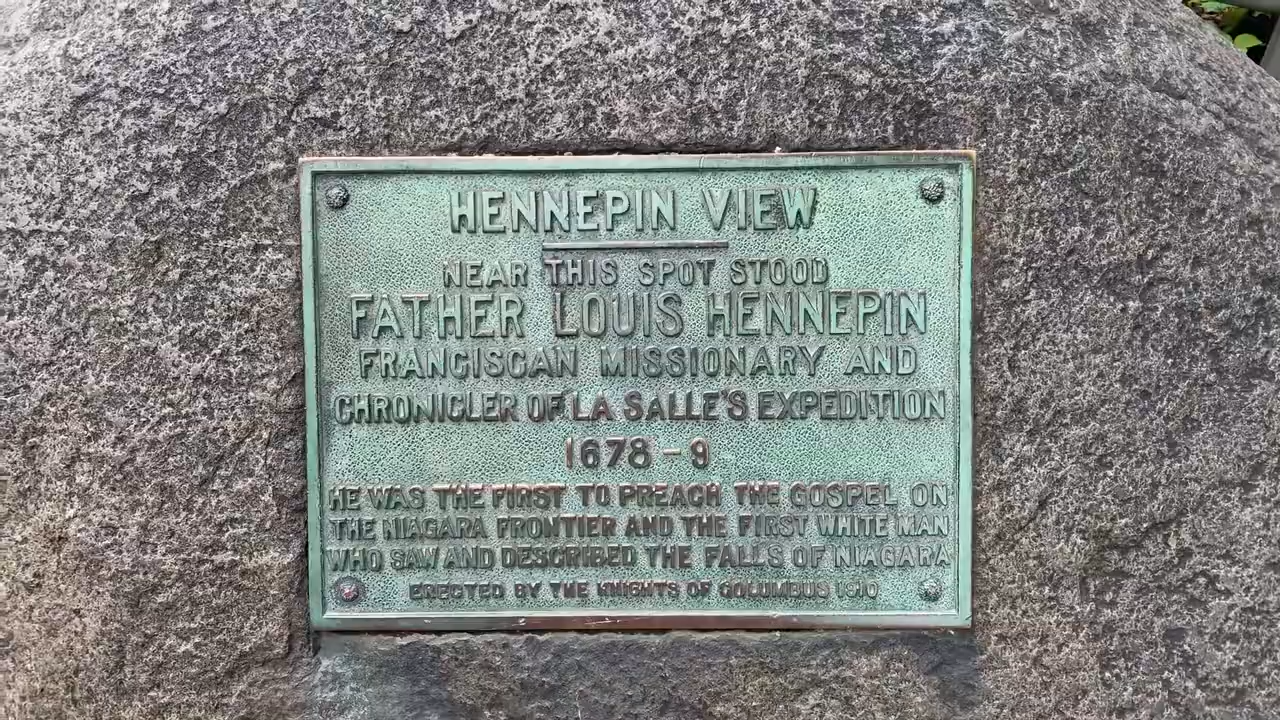 HENNEPIN VIEW
NEAR THIS SPOT STOOD
FATHER LOUIS HENNEPIN
FRANCISCAN MISSIONARY AND
CHRONICLER OF LA SALLE'S EXPEDITION
1678-9
HE WAS THE FIRST TO PREACH THE GOSPEL ON
THE NIAGARA FRONTIER AND THE FIRST WHITE MAN
WHO SAW AND DESCRIBED THE FALLS OF NIAGARA
ERECTED BY THE KNIGHTS OF COLUMBUS 1910